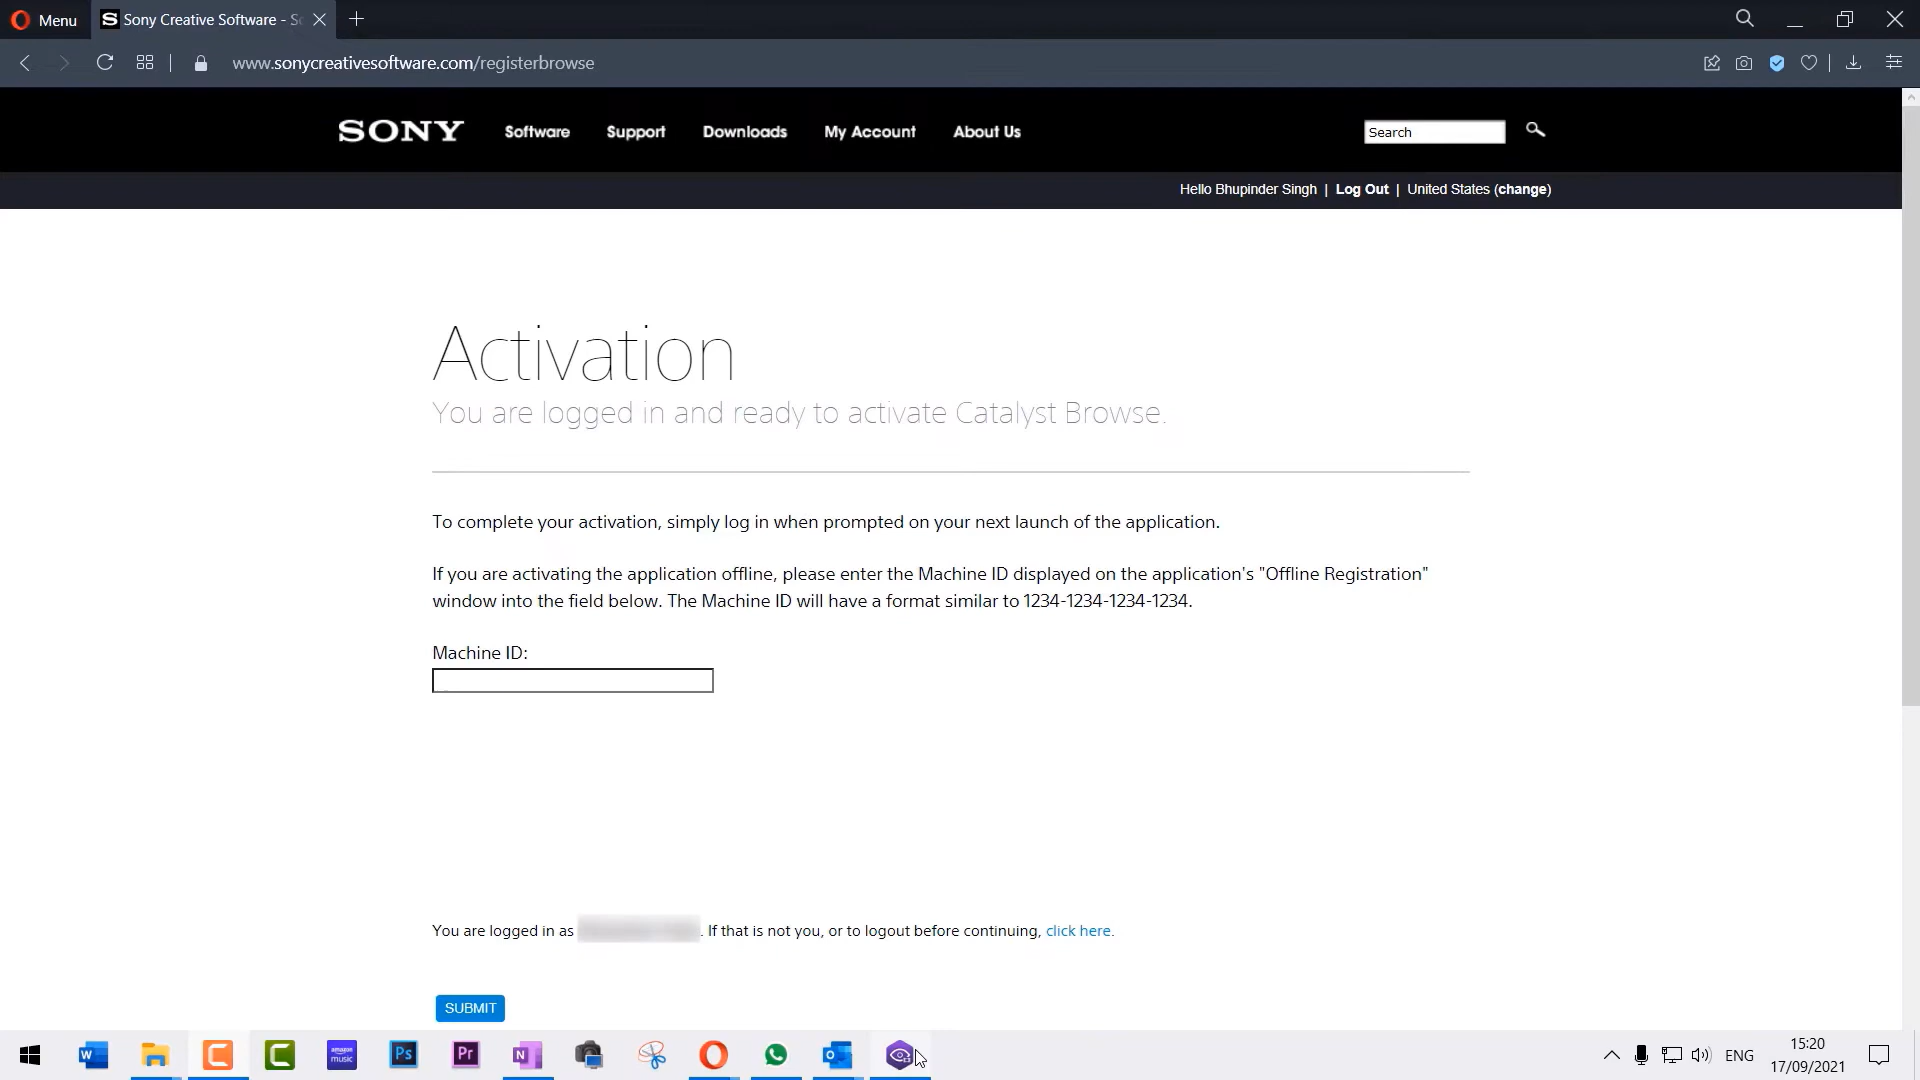 Menu
Sony Creative Software - S
www.sonycreativesoftware.com/registerbrowse
SONY Software Support Downloads My Account About Us Search
Hello Bhupinder Singh | Log Out | United States (change)
Activation
You are logged in and ready to activate Catalyst Browse.
To complete your activation, simply log in when prompted on your next launch of the application.
If you are activating the application offline, please enter the Machine ID displayed on the application's "Offline Registration"
window into the field below. The Machine ID will have a format similar to 1234-1234-1234-1234.
Machine ID:
You are logged in as . If that is not you, or to logout before continuing, click here.
SUBMIT
amazon
music
Ps
Pr
ENG
15:20
17/09/2021